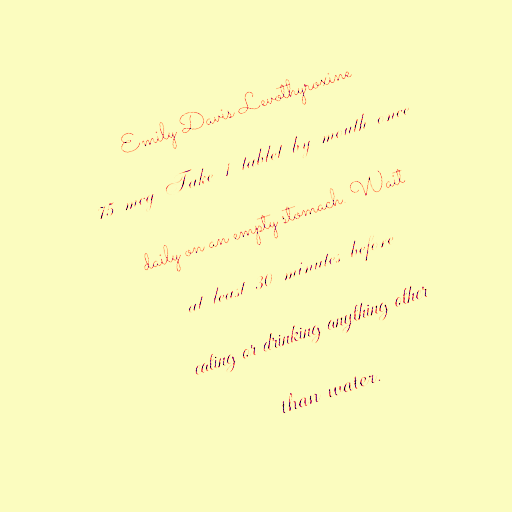 Emily Davis Levothyroxine
75 mcg Take 1 tablet by mouth once
daily on an empty stomach. Wait
at least 30 minutes before
eating or drinking anything other
than water.